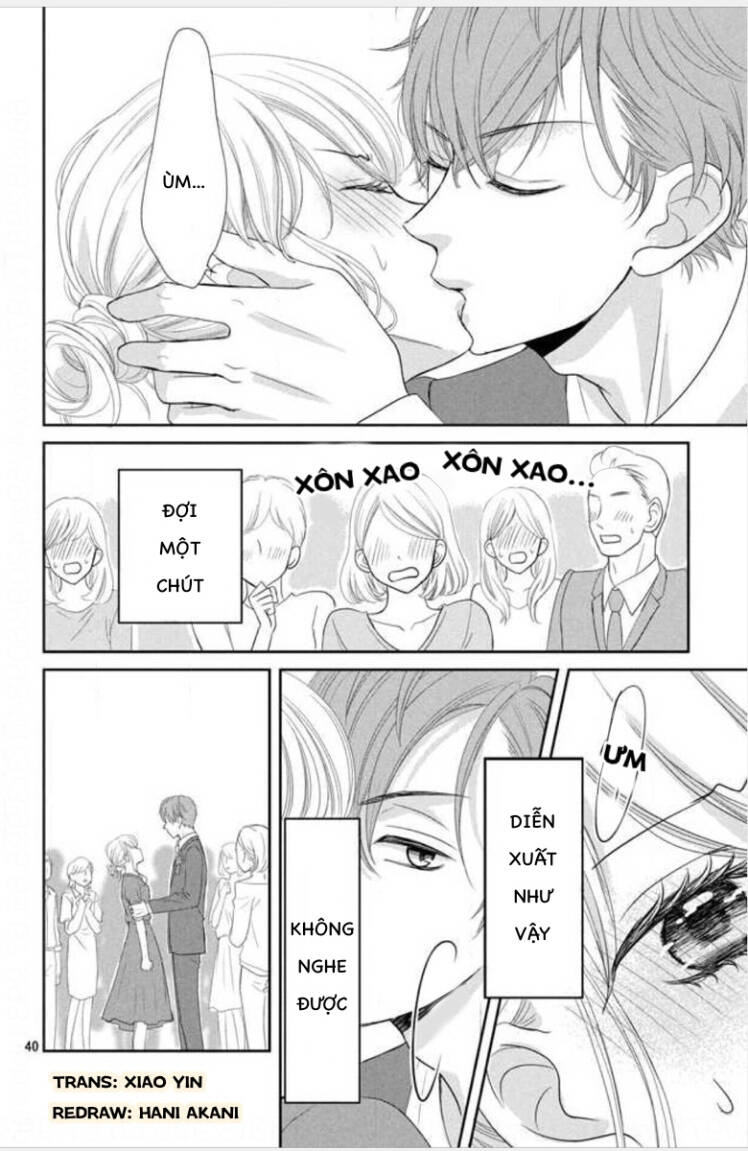 ÙM...
XÔN XAO
XÔN XAO...
ĐỢI
MỘT
CHÚT
ƯM
DIỄN
XUẤT
NHƯ
VẬY
KHÔNG
NGHE
ĐƯỢC
40
TRANS: XIAO YIN
REDRAW: HANI AKANI